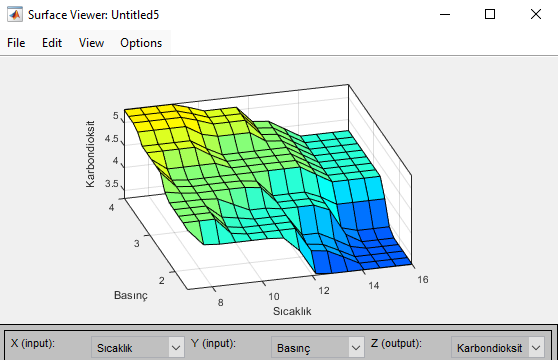 Surface Viewer: Untitled5
File Edit View Options
Karbondioksit
5
4.5
4
3.5
4
3
2
Basınç
8
10
12
14
16
Sıcaklık
X (input): Sıcaklık Y (input): Basınç Z (output): Karbondioksit